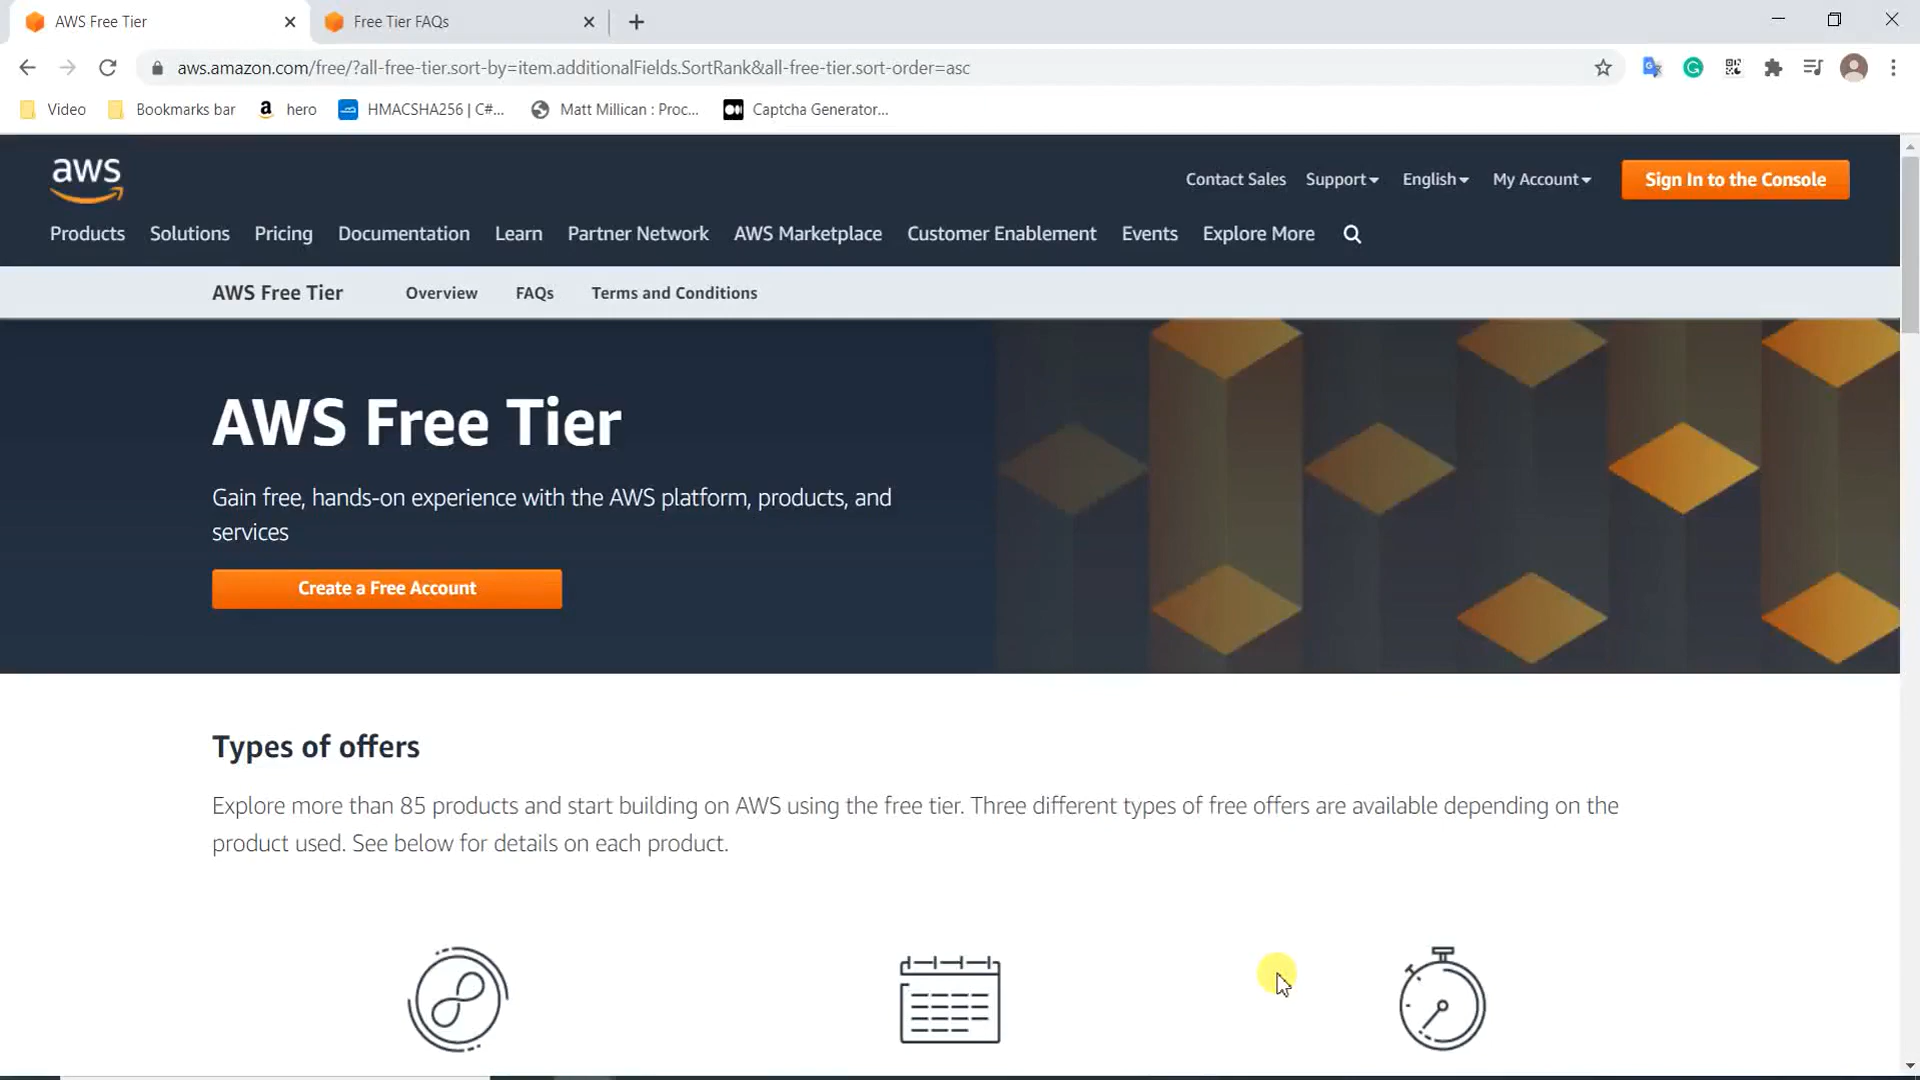 AWS Free Tier
Free Tier FAQs
aws.amazon.com/free/?all-free-tier.sort-by=item.additionalFields.SortRank&all-free-tier.sort-order=asc
Video Bookmarks bar hero HMACSHA256 | C#... Matt Millican : Proc... Captcha Generator...
aws
Contact Sales Support English My Account Sign In to the Console
Products Solutions Pricing Documentation Learn Partner Network AWS Marketplace Customer Enablement Events Explore More
AWS Free Tier Overview FAQs Terms and Conditions
AWS Free Tier
Gain free, hands-on experience with the AWS platform, products, and
services
Create a Free Account
Types of offers
Explore more than 85 products and start building on AWS using the free tier. Three different types of free offers are available depending on the
product used. See below for details on each product.